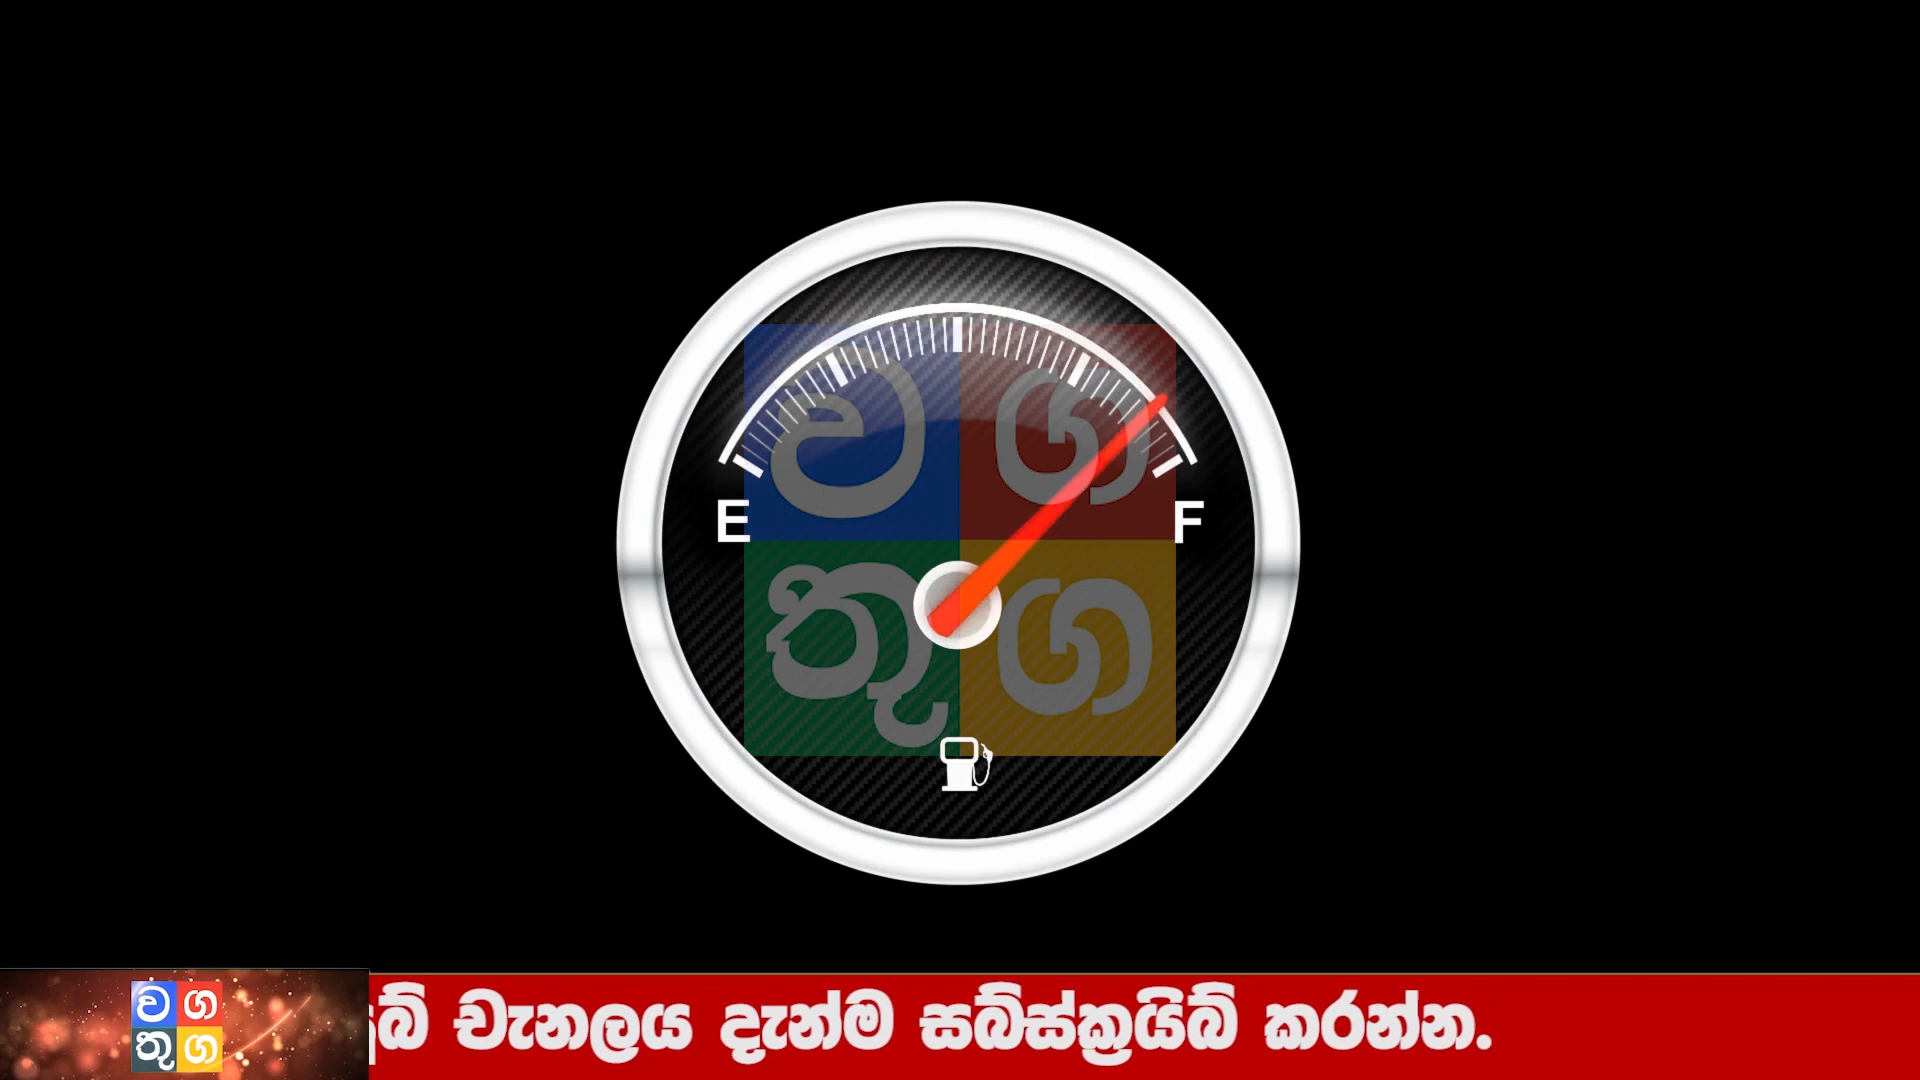 ව ග
E F
තු ග
ව ග
තු ග
චැනලය දැන්ම සබ්ස්ක්‍රයිබ් කරන්න.